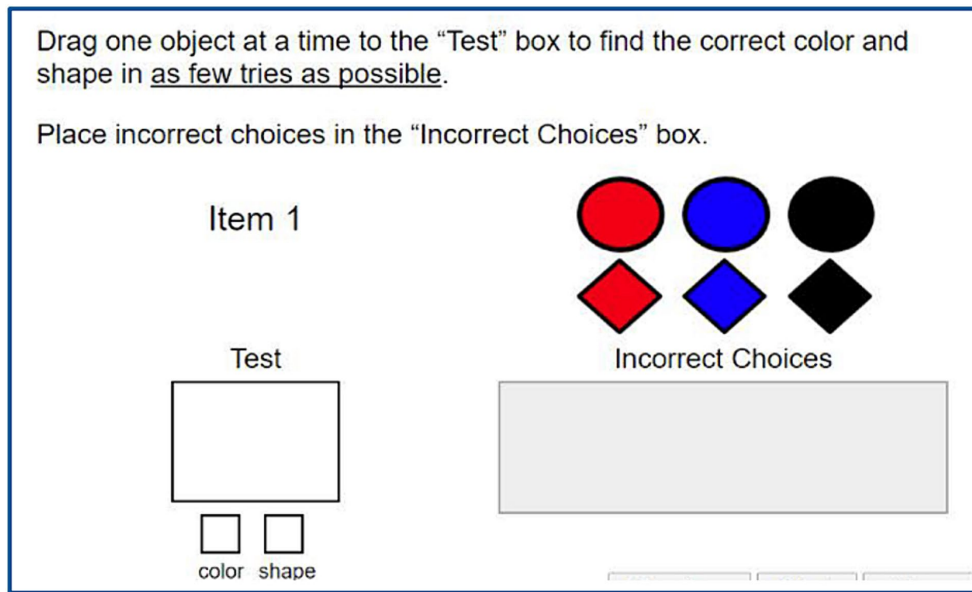 Drag one object at a time to the “Test” box to find the correct color and
shape in as few tries as possible.
Place incorrect choices in the “Incorrect Choices” box.
Item 1
Test
Incorrect Choices
color shape